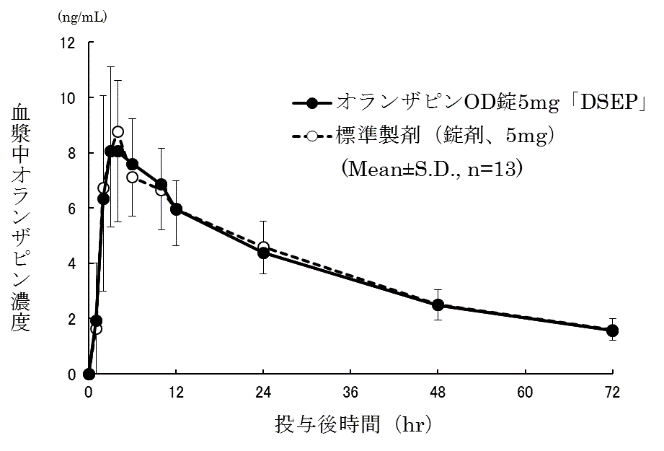 (ng/mL)
12
10
8
6
4
2
0
血漿中オランザピン濃度
オランザピンOD錠5mg「DSEP」
標準製剤（錠剤、5mg）
(Mean±S.D., n=13)
0 12 24 36 48 60 72
投与後時間（hr）